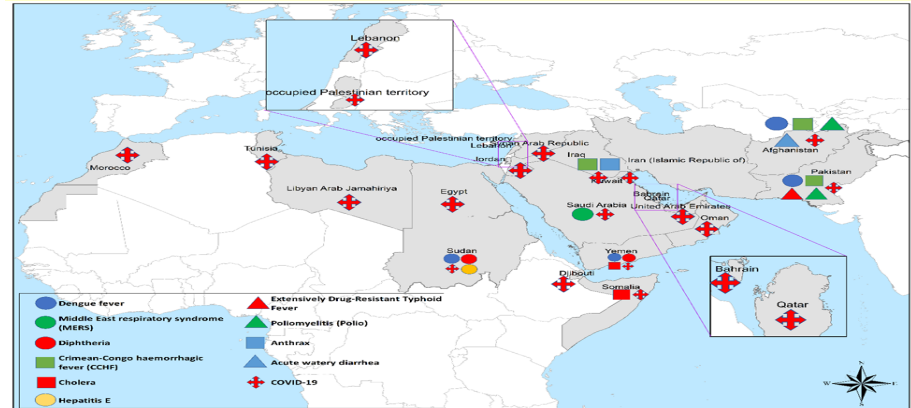 Lebanon
occupied Palestinian territory
Tunisia
Morocco
occupied Palestinian territory
Lebanon
Syrian Arab Republic
Jordan
Iraq
Iran (Islamic Republic of)
Kuwait
Afghanistan
Pakistan
Libyan Arab Jamahiriya
Egypt
Bahrain
Qatar
Saudi Arabia
United Arab Emirates
Oman
Sudan
Yemen
Djibouti
Somalia
Bahrain
Qatar
Dengue fever
Middle East respiratory syndrome
(MERS)
Diphtheria
Crimean-Congo haemorrhagic
fever (CCHF)
Cholera
Hepatitis E
Extensively Drug-Resistant Typhoid
Fever
Poliomyelitis (Polio)
Anthrax
Acute watery diarrhea
COVID-19
N
W
E
S